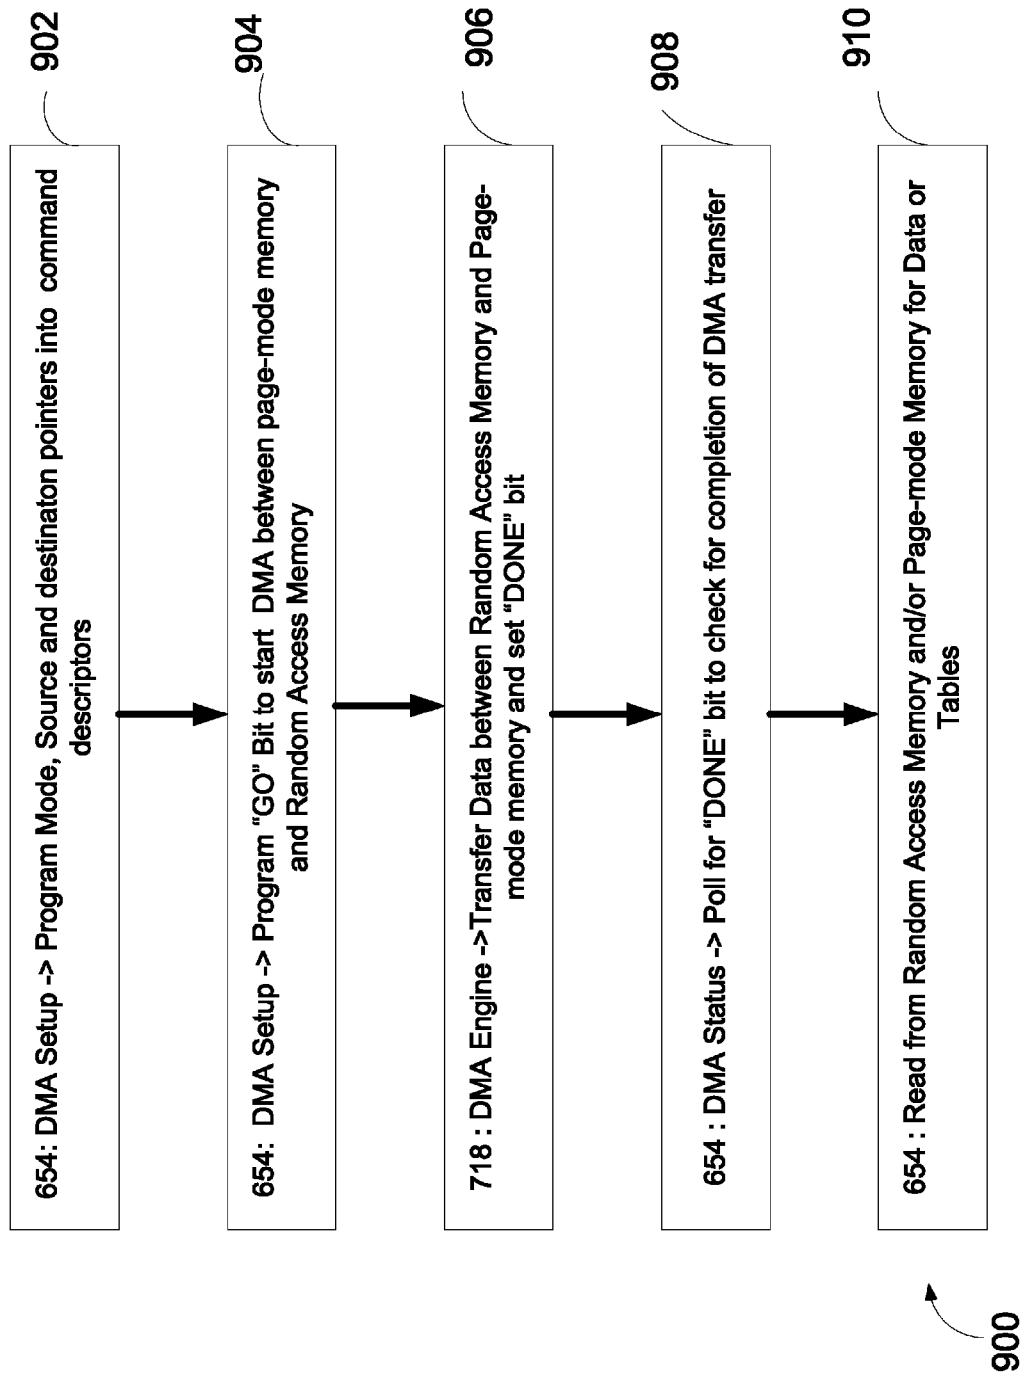 654: DMA Setup -> Program Mode, Source and destinaton pointers into command
descriptors
902
654: DMA Setup -> Program "GO" Bit to start DMA between page-mode memory
and Random Access Memory
904
718 : DMA Engine ->Transfer Data between Random Access Memory and Page-
mode memory and set "DONE" bit
906
654 : DMA Status -> Poll for "DONE" bit to check for completion of DMA transfer
908
654 : Read from Random Access Memory and/or Page-mode Memory for Data or
Tables
910
900